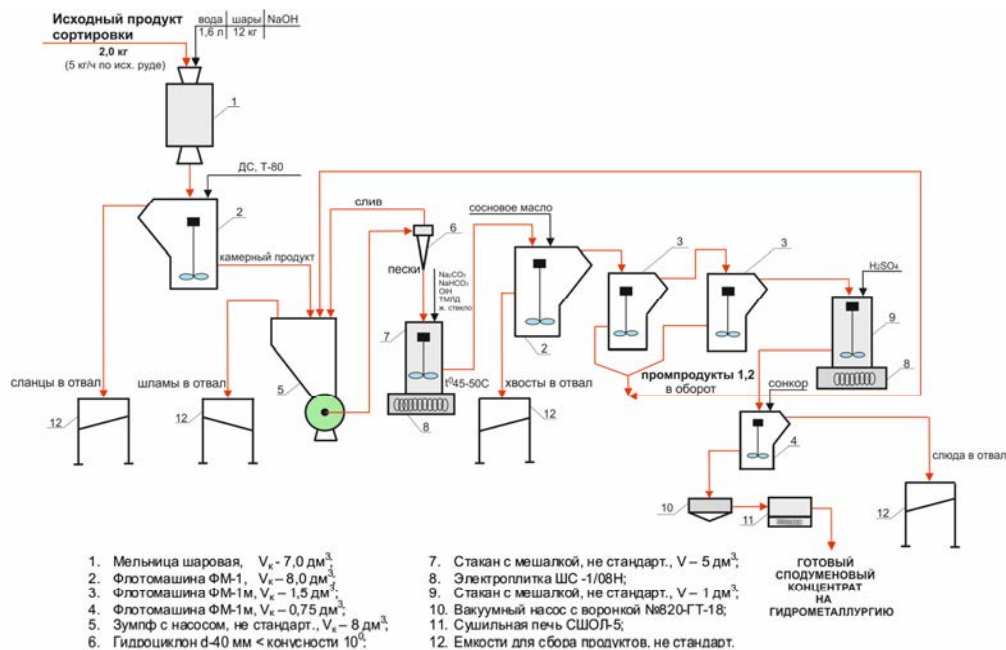 Исходный продукт
сортировки
2,0 кг
(5 кг/ч по исх. руде)
вода шары NaOH
1,6 л 12 кг
1
ДС, Т-80
2
камерный продукт
слив
6
пески
Na₂CO₃
NaHCO₃
OIH
ТМЛД
ж. стекло
7
t⁰45-50С
8
5
сосновое масло
2
3
3
H₂SO₄
9
8
сланцы в отвал
12
шламы в отвал
12
хвосты в отвал
12
промпродукты 1,2
в оборот
сонкор
4
слюда в отвал
12
10
11
ГОТОВЫЙ
СПОДУМЕНОВЫЙ
КОНЦЕНТРАТ
НА
ГИДРОМЕТАЛЛУРГИЮ
1. Мельница шаровая, Vк - 7,0 дм³;
2. Флотомашина ФМ-1, Vк – 8,0 дм³;
3. Флотомашина ФМ-1м, Vк – 1,5 дм³;
4. Флотомашина ФМ-1м, Vк – 0,75 дм³;
5. Зумпф с насосом, не стандарт., Vк – 8 дм³;
6. Гидроциклон d-40 мм < конусности 10⁰;
7. Стакан с мешалкой, не стандарт., V – 5 дм³;
8. Электроплитка ШС -1/08Н;
9. Стакан с мешалкой, не стандарт., V – 1 дм³;
10. Вакуумный насос с воронкой №820-ГТ-18;
11. Сушильная печь СШОЛ-5;
12. Емкости для сбора продуктов, не стандарт.